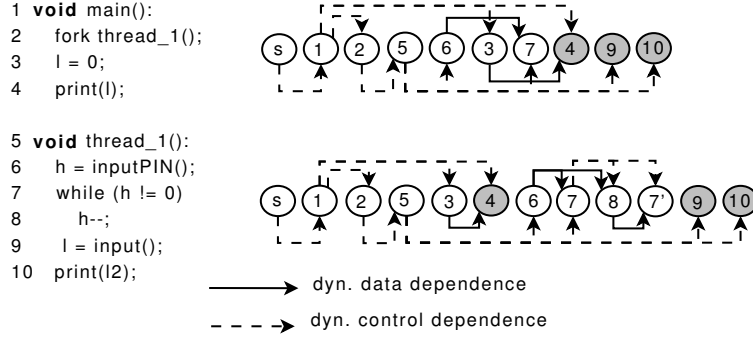 1 void main():
2 fork thread_1();
3 l = 0;
4 print(l);
s 1 2 5 6 3 7 4 9 10
5 void thread_1():
6 h = inputPIN();
7 while (h != 0)
8 h--;
9 l = input();
10 print(l2);
s 1 2 5 3 4 6 7 8 7' 9 10
dyn. data dependence
dyn. control dependence